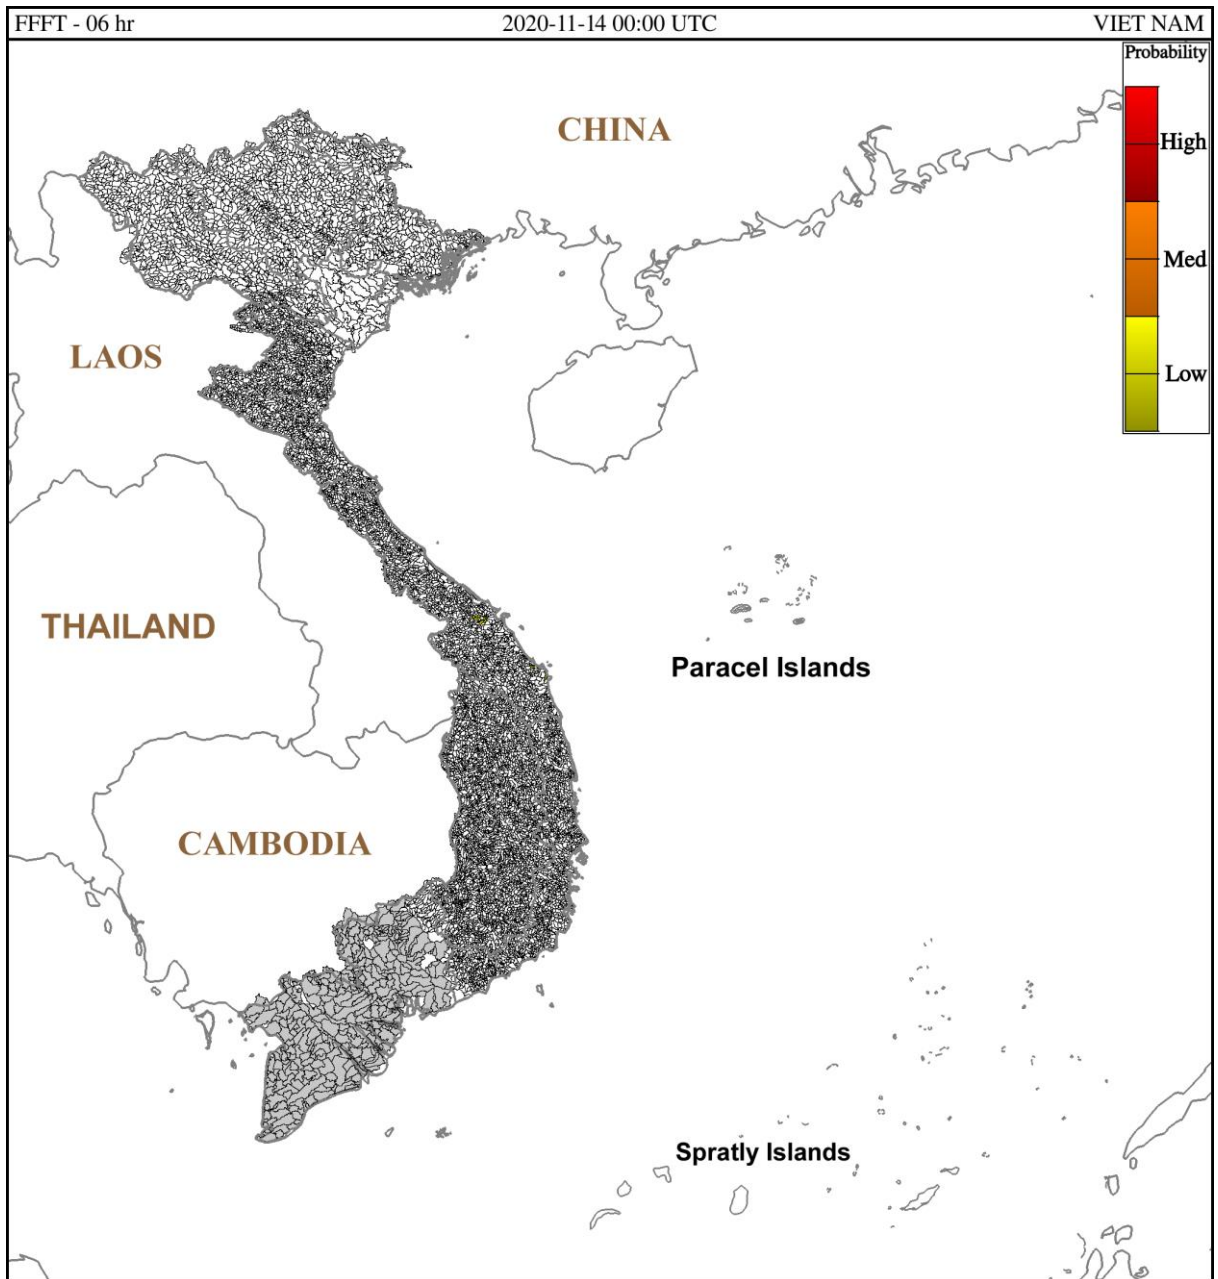 FFFT - 06 hr 2020-11-14 00:00 UTC VIET NAM
Probability
CHINA
High
Med
LAOS
Low
THAILAND
Paracel Islands
CAMBODIA
Spratly Islands